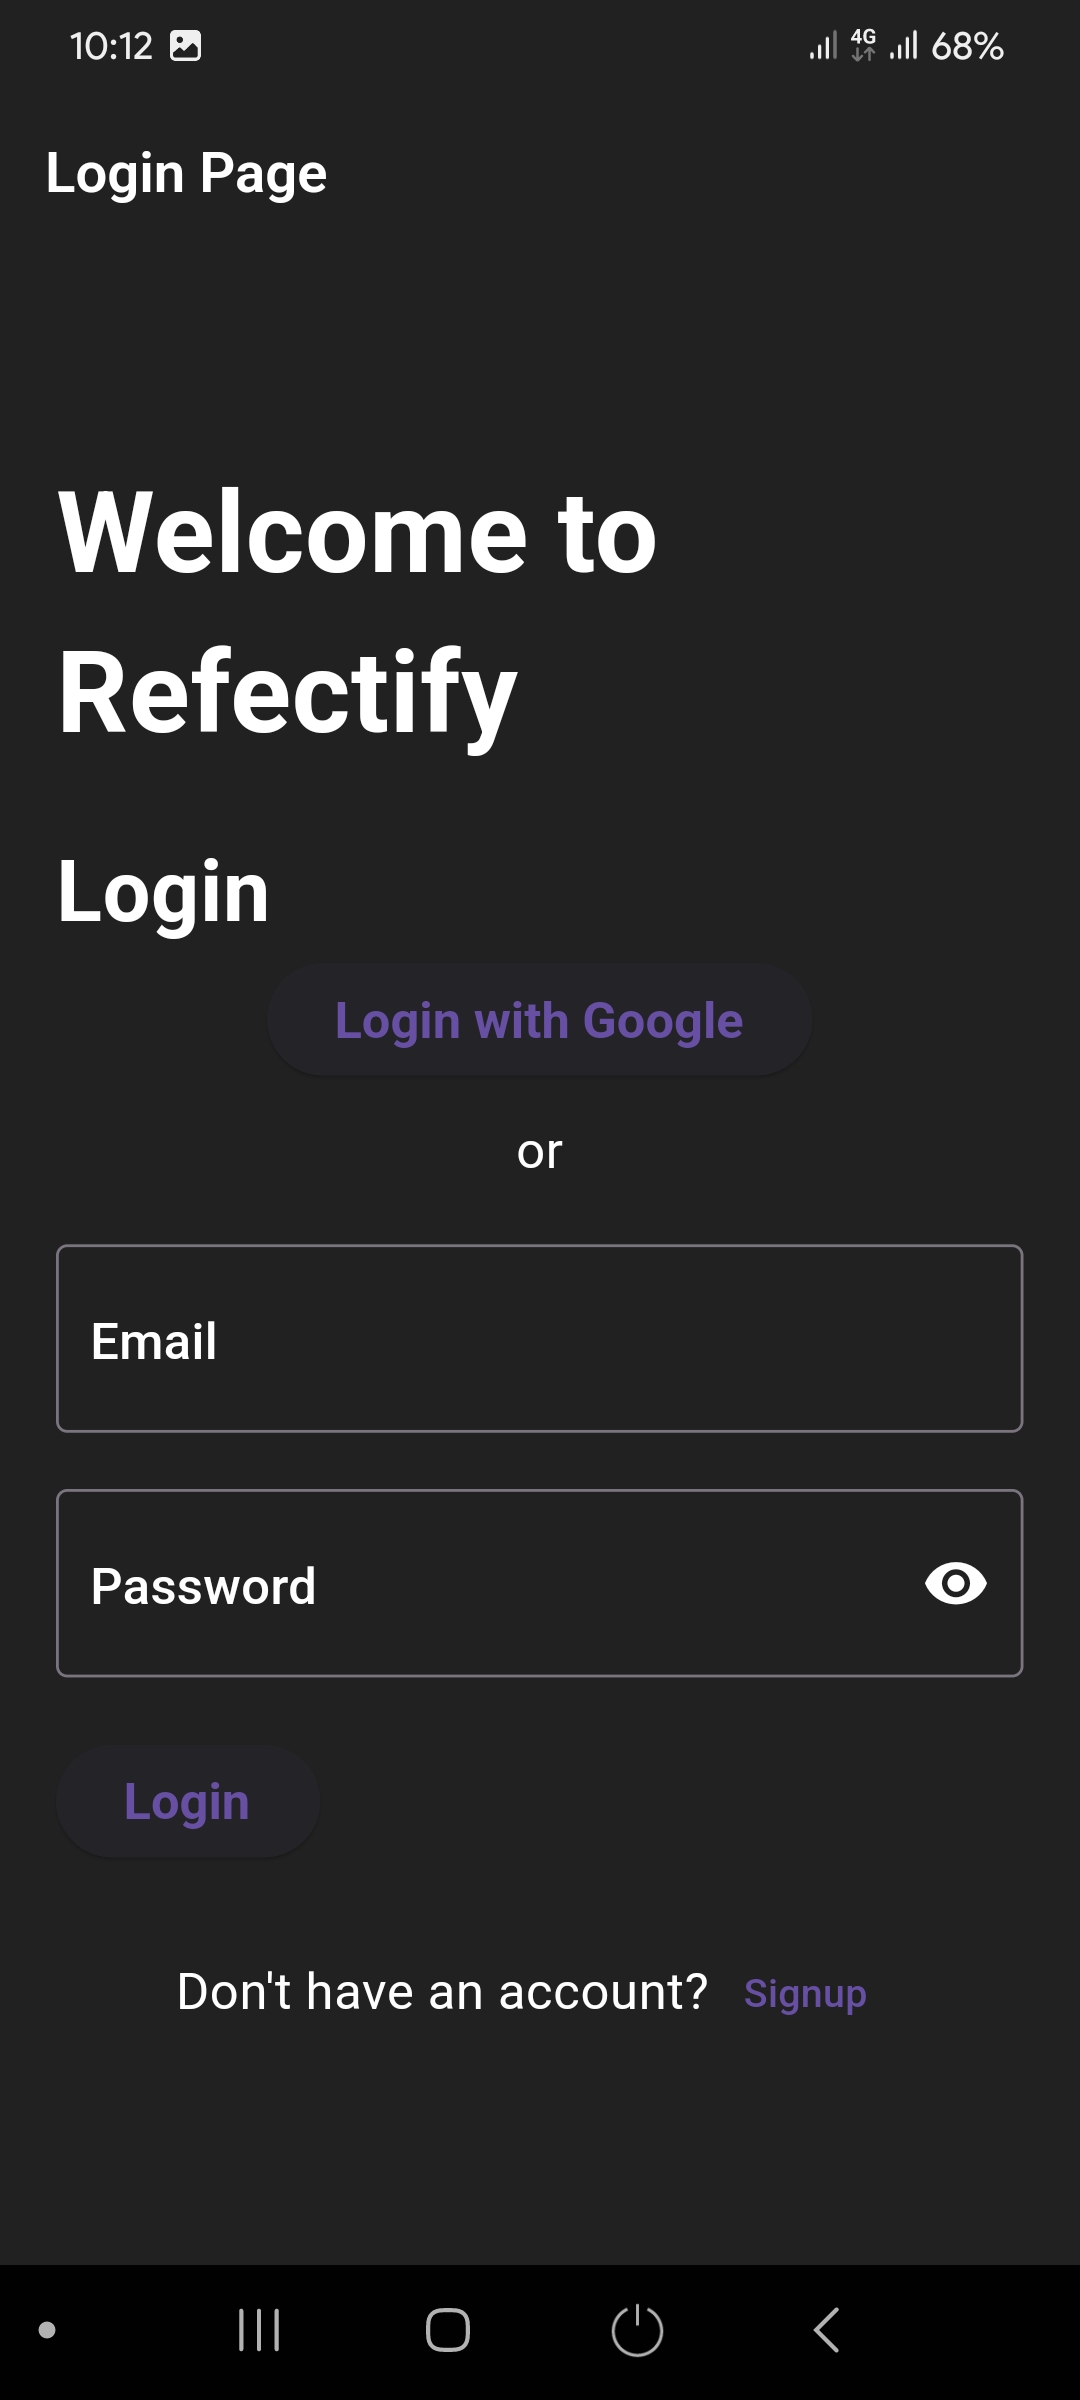 10:12 4G 68%
Login Page
Welcome to
Refectify
Login
Login with Google
or
Email
Password
Login
Don't have an account? Signup